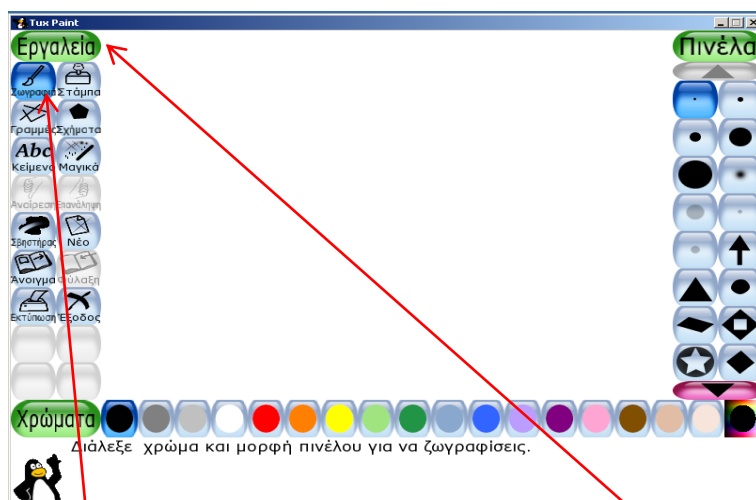 Tux Paint
Εργαλεία
Πινέλα
Ζωγραφιά Στάμπα
Γραμμές Σχήματα
Abc
Κείμενο Μαγικά
Αναίρεση Επανάληψη
Σβηστήρας Νέο
Άνοιγμα Φύλαξη
Εκτύπωση Έξοδος
Χρώματα
Διάλεξε χρώμα και μορφή πινέλου για να ζωγραφίσεις.